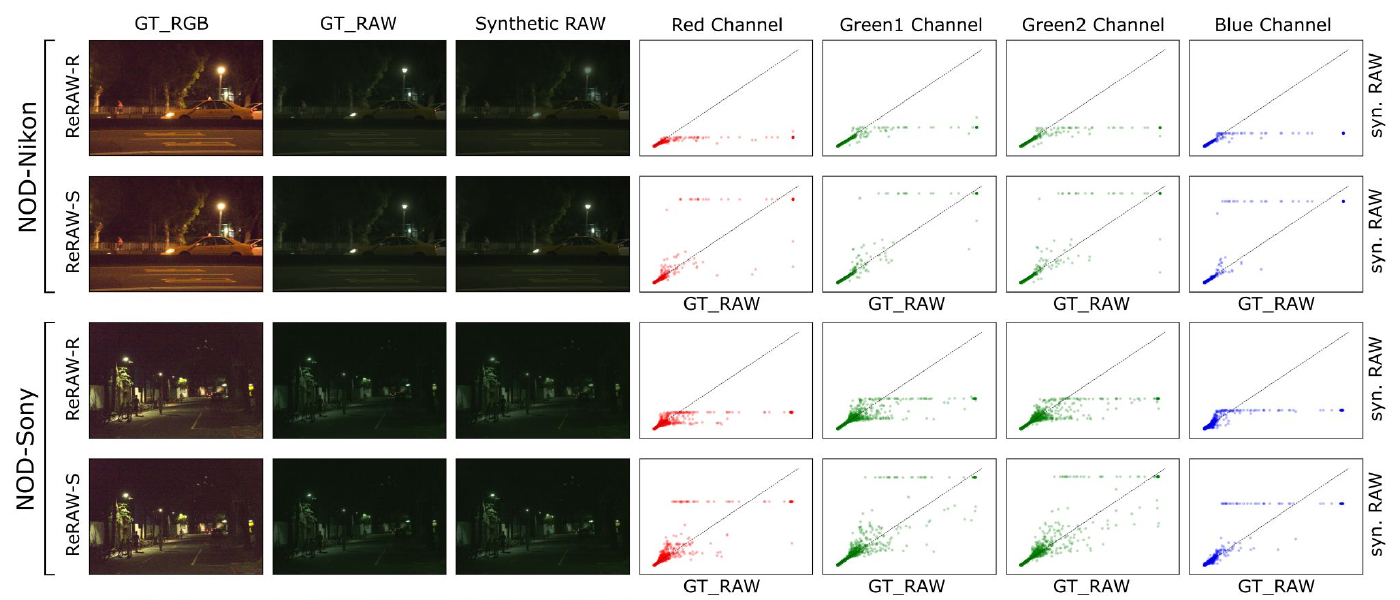 GT_RGB GT_RAW Synthetic RAW Red Channel Green1 Channel Green2 Channel Blue Channel
NOD-Nikon
ReRAW-R
syn. RAW
ReRAW-S
syn. RAW
GT_RAW GT_RAW GT_RAW GT_RAW
NOD-Sony
ReRAW-R
syn. RAW
ReRAW-S
syn. RAW
GT_RAW GT_RAW GT_RAW GT_RAW